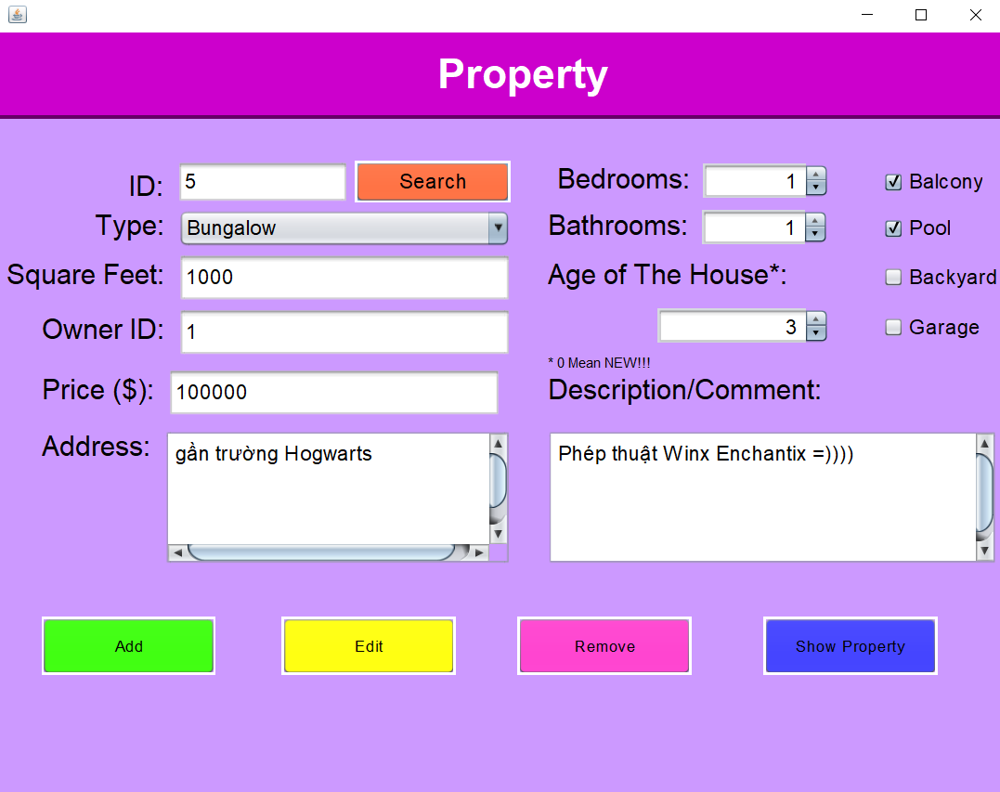 Property
ID: 5 Search
Type: Bungalow
Square Feet: 1000
Owner ID: 1
Price ($): 100000
Address: gần trường Hogwarts
Bedrooms: 1
Bathrooms: 1
Age of The House*:
3
* 0 Mean NEW!!!
Balcony
Pool
Backyard
Garage
Description/Comment:
Phép thuật Winx Enchantix =))))
Add Edit Remove Show Property